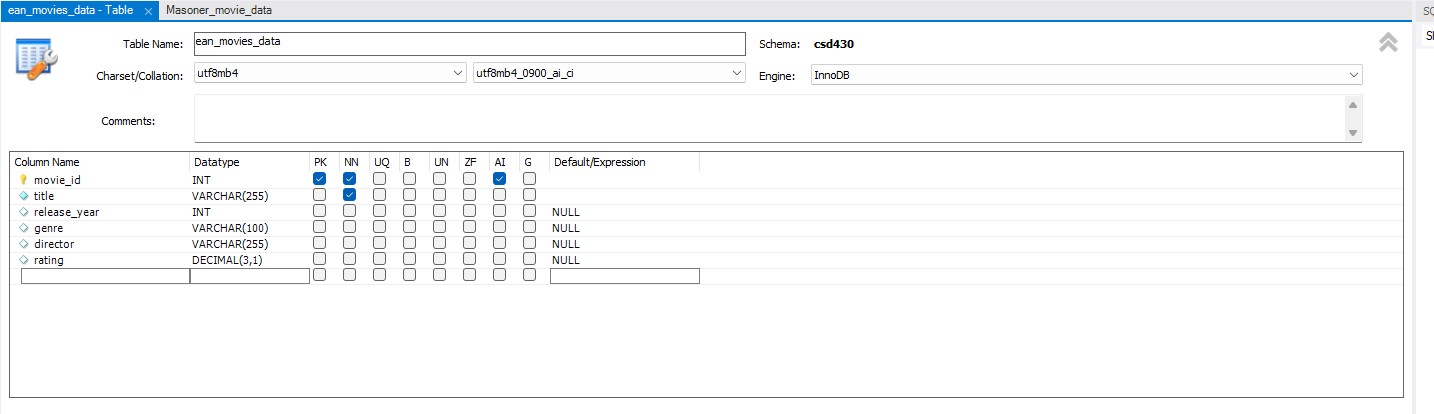 ean_movies_data - Table × Masoner_movie_data
Table Name: ean_movies_data Schema: csd430
Charset/Collation: utf8mb4 utf8mb4_0900_ai_ci Engine: InnoDB
Comments:
Column Name Datatype PK NN UQ B UN ZF AI G Default/Expression
movie_id INT
title VARCHAR(255)
release_year INT NULL
genre VARCHAR(100) NULL
director VARCHAR(255) NULL
rating DECIMAL(3,1) NULL